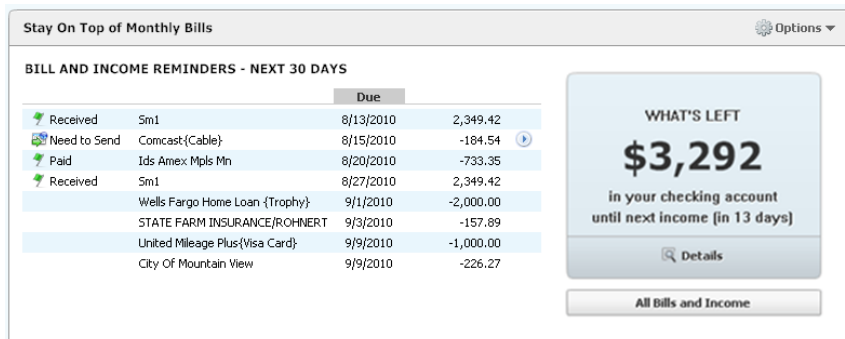 Stay On Top of Monthly Bills
Options
BILL AND INCOME REMINDERS - NEXT 30 DAYS
Due
Received Sm1 8/13/2010 2,349.42
Need to Send Comcast{Cable} 8/15/2010 -184.54
Paid Ids Amex Mpls Mn 8/20/2010 -733.35
Received Sm1 8/27/2010 2,349.42
Wells Fargo Home Loan {Trophy} 9/1/2010 -2,000.00
STATE FARM INSURANCE/ROHNERT 9/3/2010 -157.89
United Mileage Plus{Visa Card} 9/9/2010 -1,000.00
City Of Mountain View 9/9/2010 -226.27
WHAT'S LEFT
$3,292
in your checking account
until next income (in 13 days)
Details
All Bills and Income